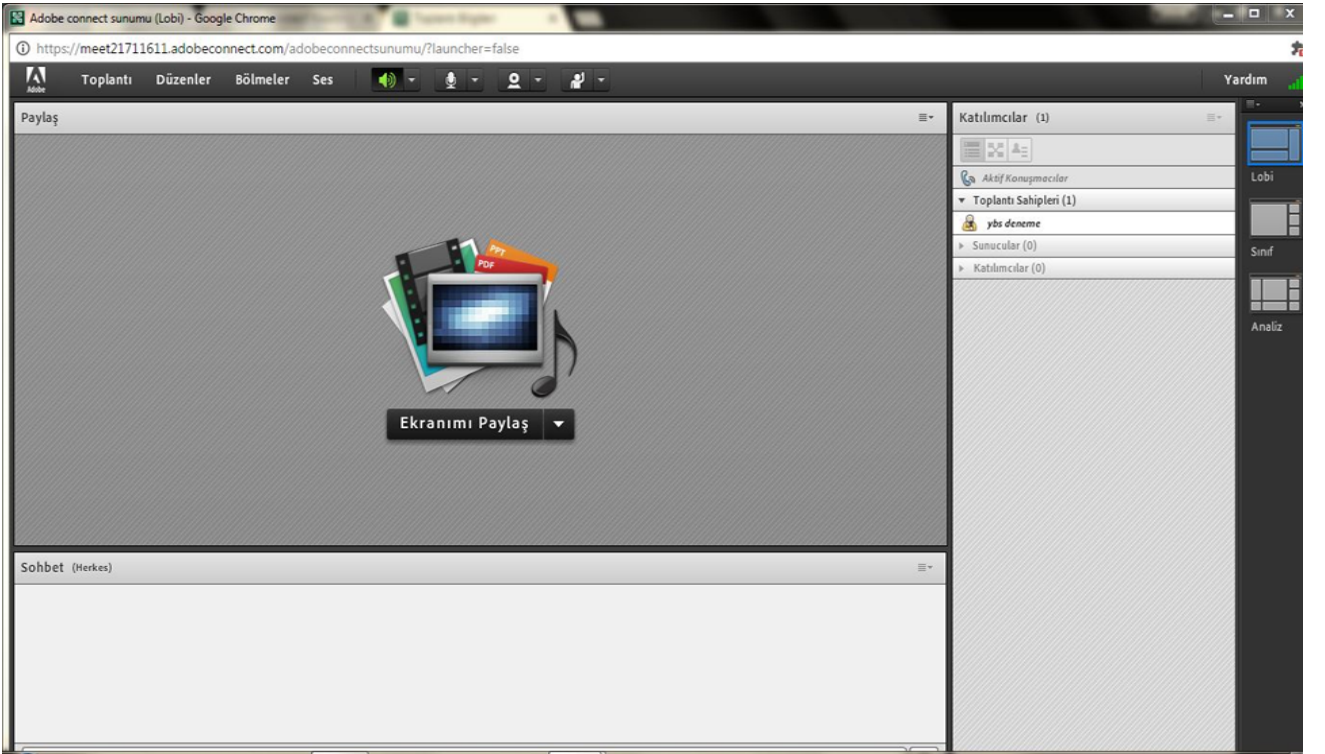 Adobe connect sunumu (Lobi) - Google Chrome
https://meet21711611.adobeconnect.com/adobeconnectsunumu/?launcher=false
Adobe Toplantı Düzenler Bölmeler Ses Yardım
Paylaş
PPT
PDF
Ekranımı Paylaş
Sohbet (Herkes)
Katılımcılar (1)
Aktif Konuşmacılar
Toplantı Sahipleri (1)
ybs deneme
Sunucular (0)
Katılımcılar (0)
Lobi
Sınıf
Analiz